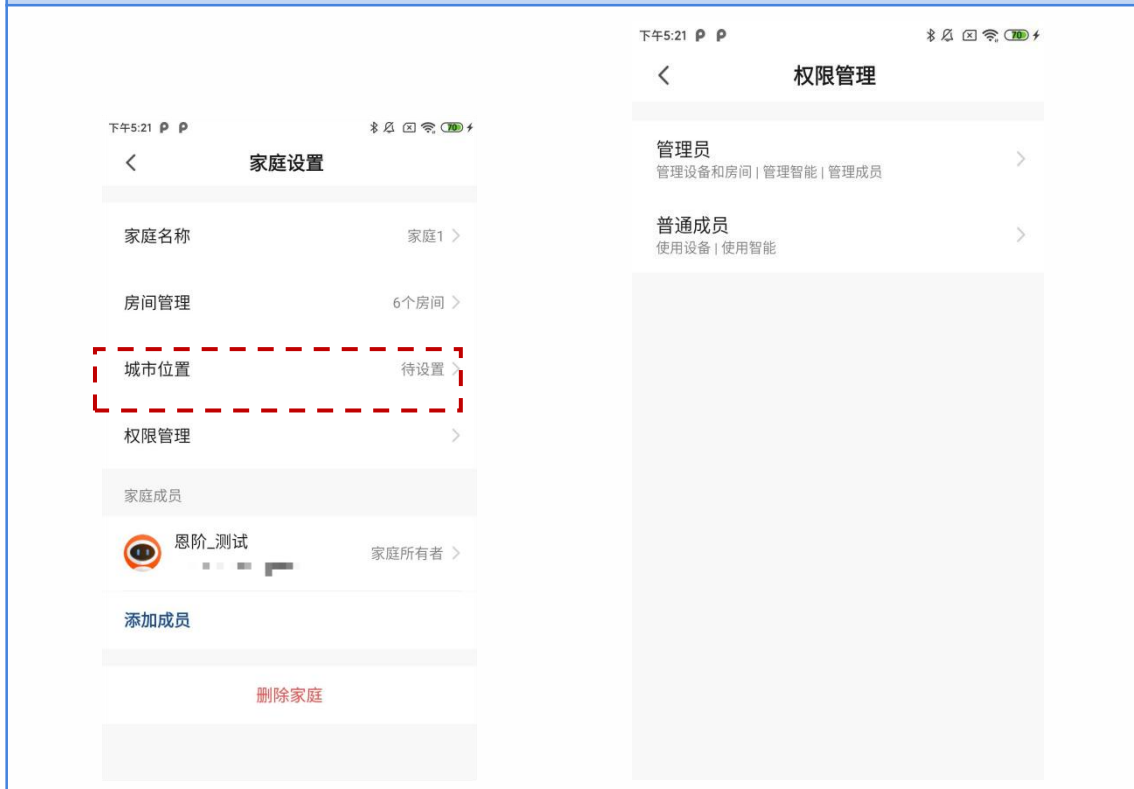 下午5:21
70
家庭设置
家庭名称
家庭1
房间管理
6个房间
城市位置
待设置
权限管理
家庭成员
恩阶_测试
家庭所有者
添加成员
删除家庭
下午5:21
70
权限管理
管理员
管理设备和房间 | 管理智能 | 管理成员
普通成员
使用设备 | 使用智能